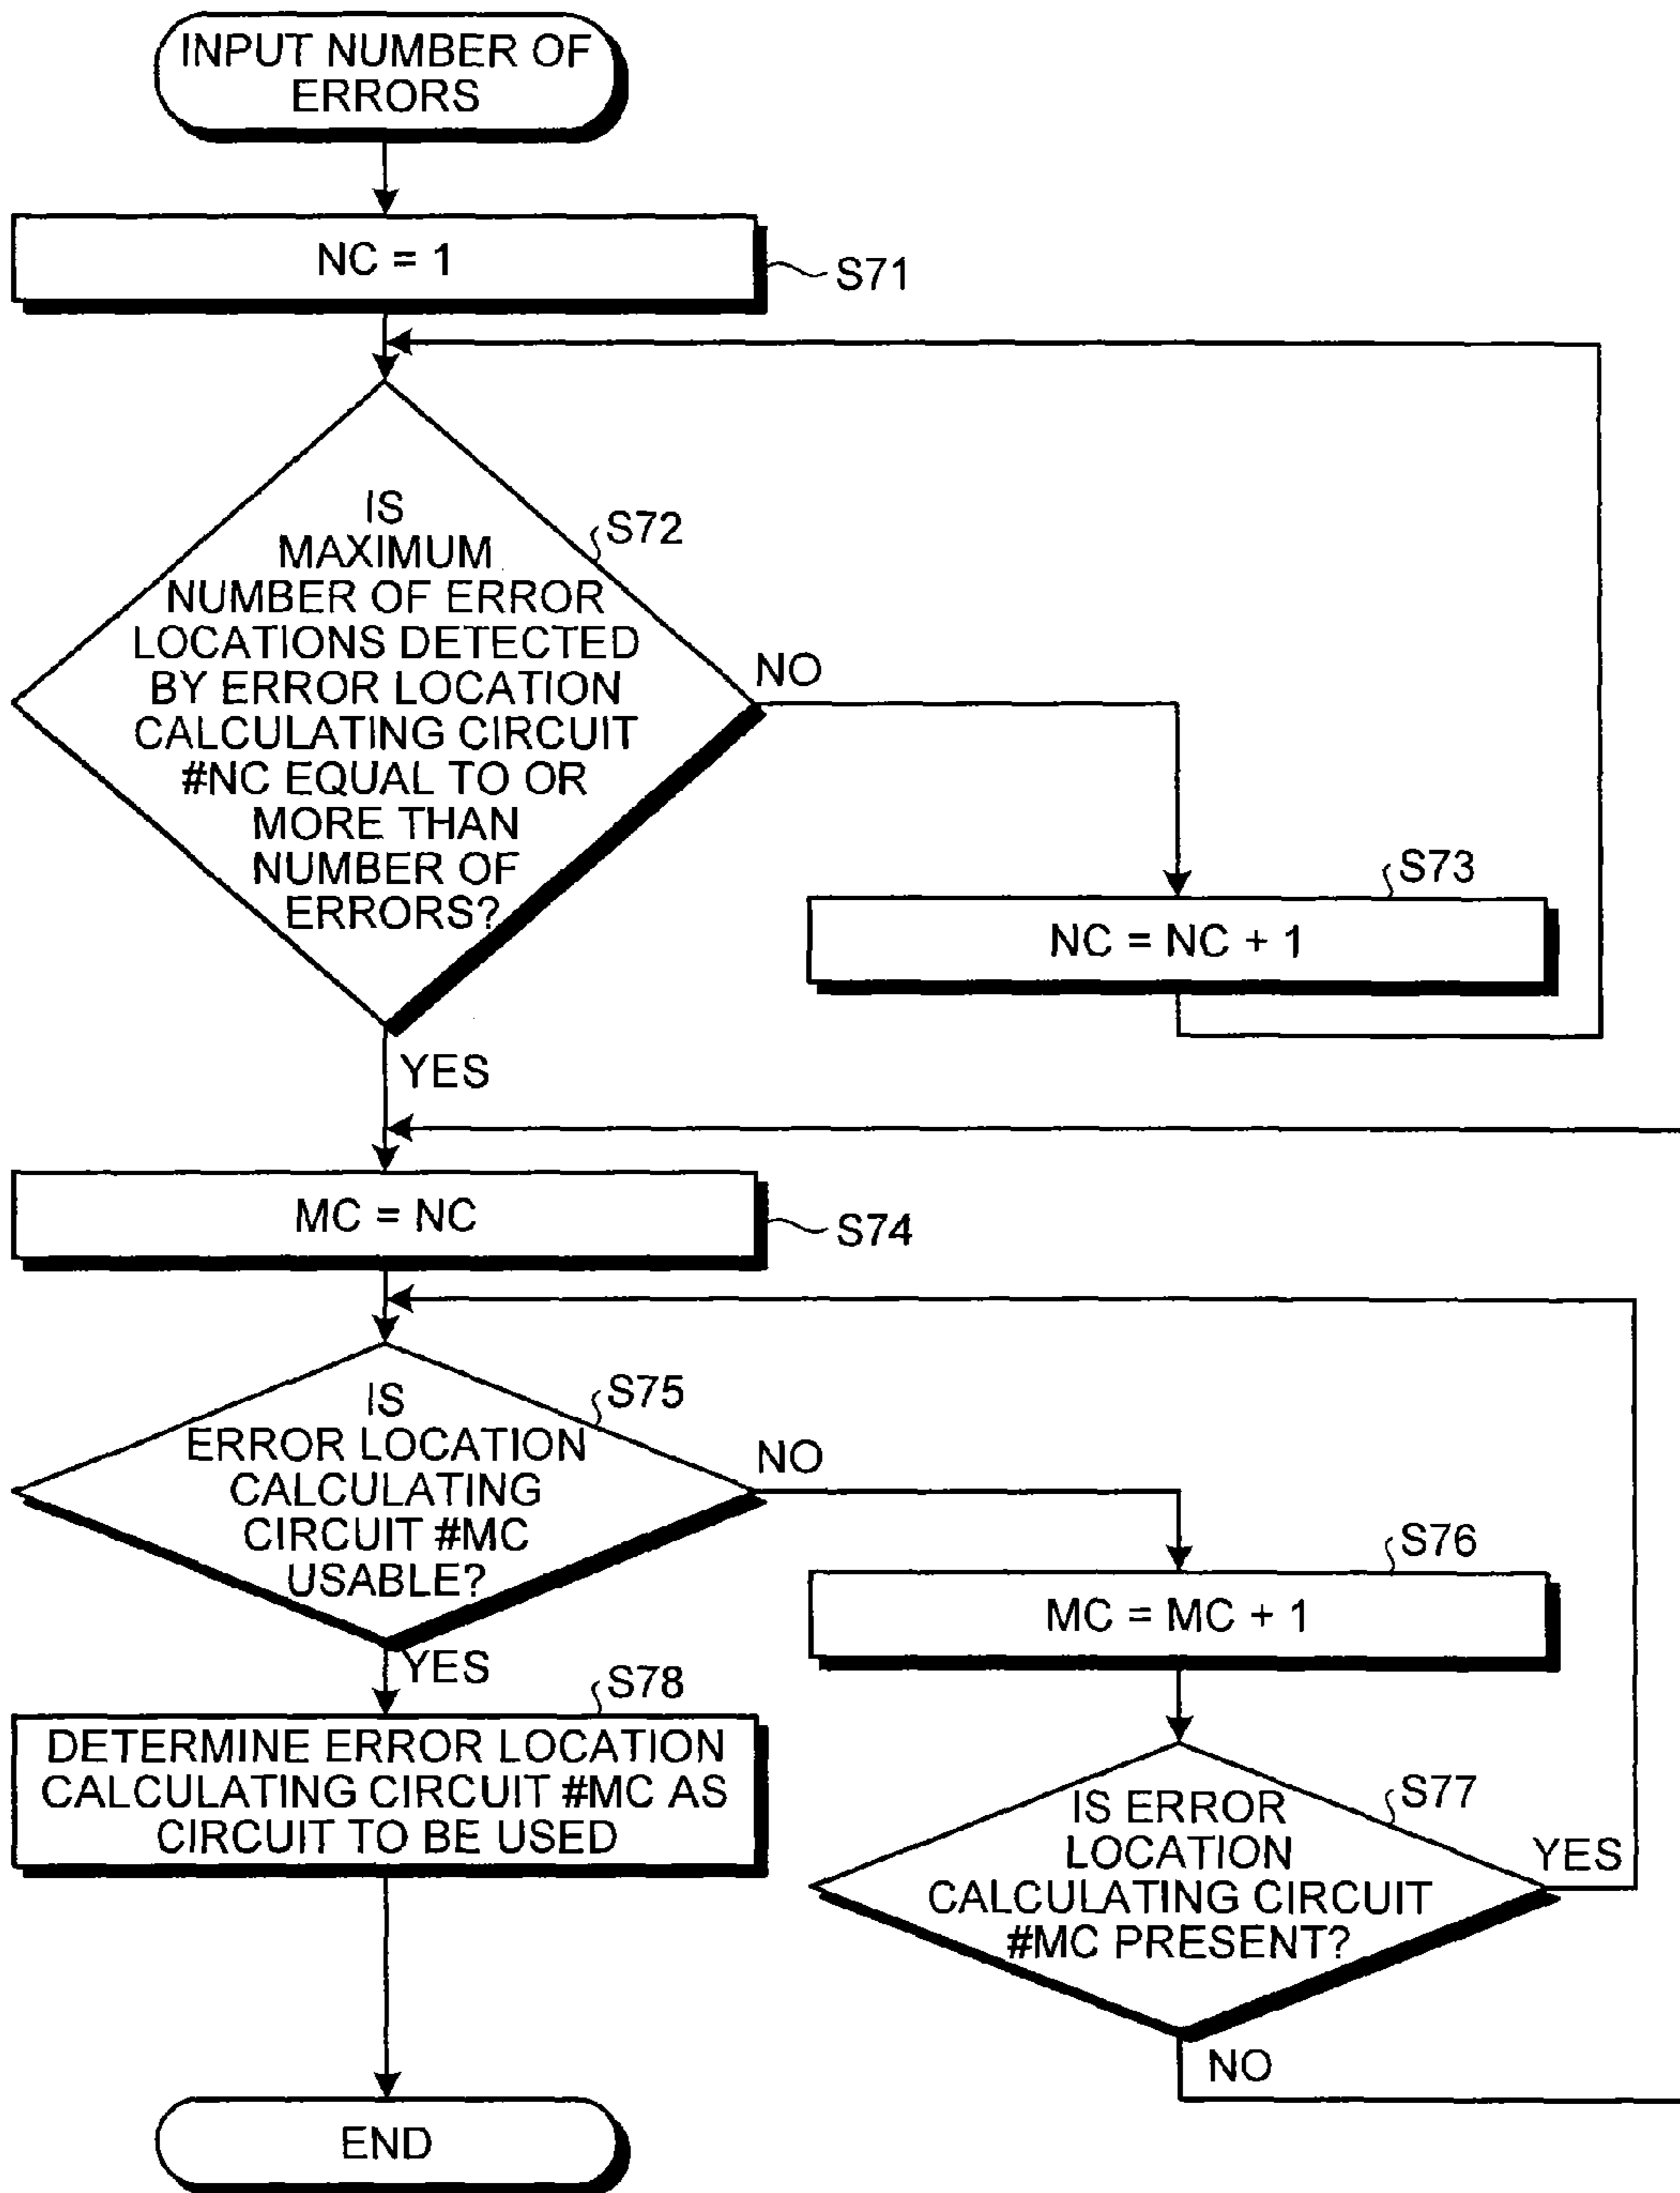 INPUT NUMBER OF
ERRORS
NC = 1
S71
IS
MAXIMUM
NUMBER OF ERROR
LOCATIONS DETECTED
BY ERROR LOCATION
CALCULATING CIRCUIT
#NC EQUAL TO OR
MORE THAN
NUMBER OF
ERRORS?
S72
NO
S73
NC = NC + 1
YES
MC = NC
S74
IS
ERROR LOCATION
CALCULATING
CIRCUIT #MC
USABLE?
S75
NO
S76
MC = MC + 1
YES
S78
DETERMINE ERROR LOCATION
CALCULATING CIRCUIT #MC AS
CIRCUIT TO BE USED
IS ERROR
LOCATION
CALCULATING CIRCUIT
#MC PRESENT?
S77
YES
NO
END